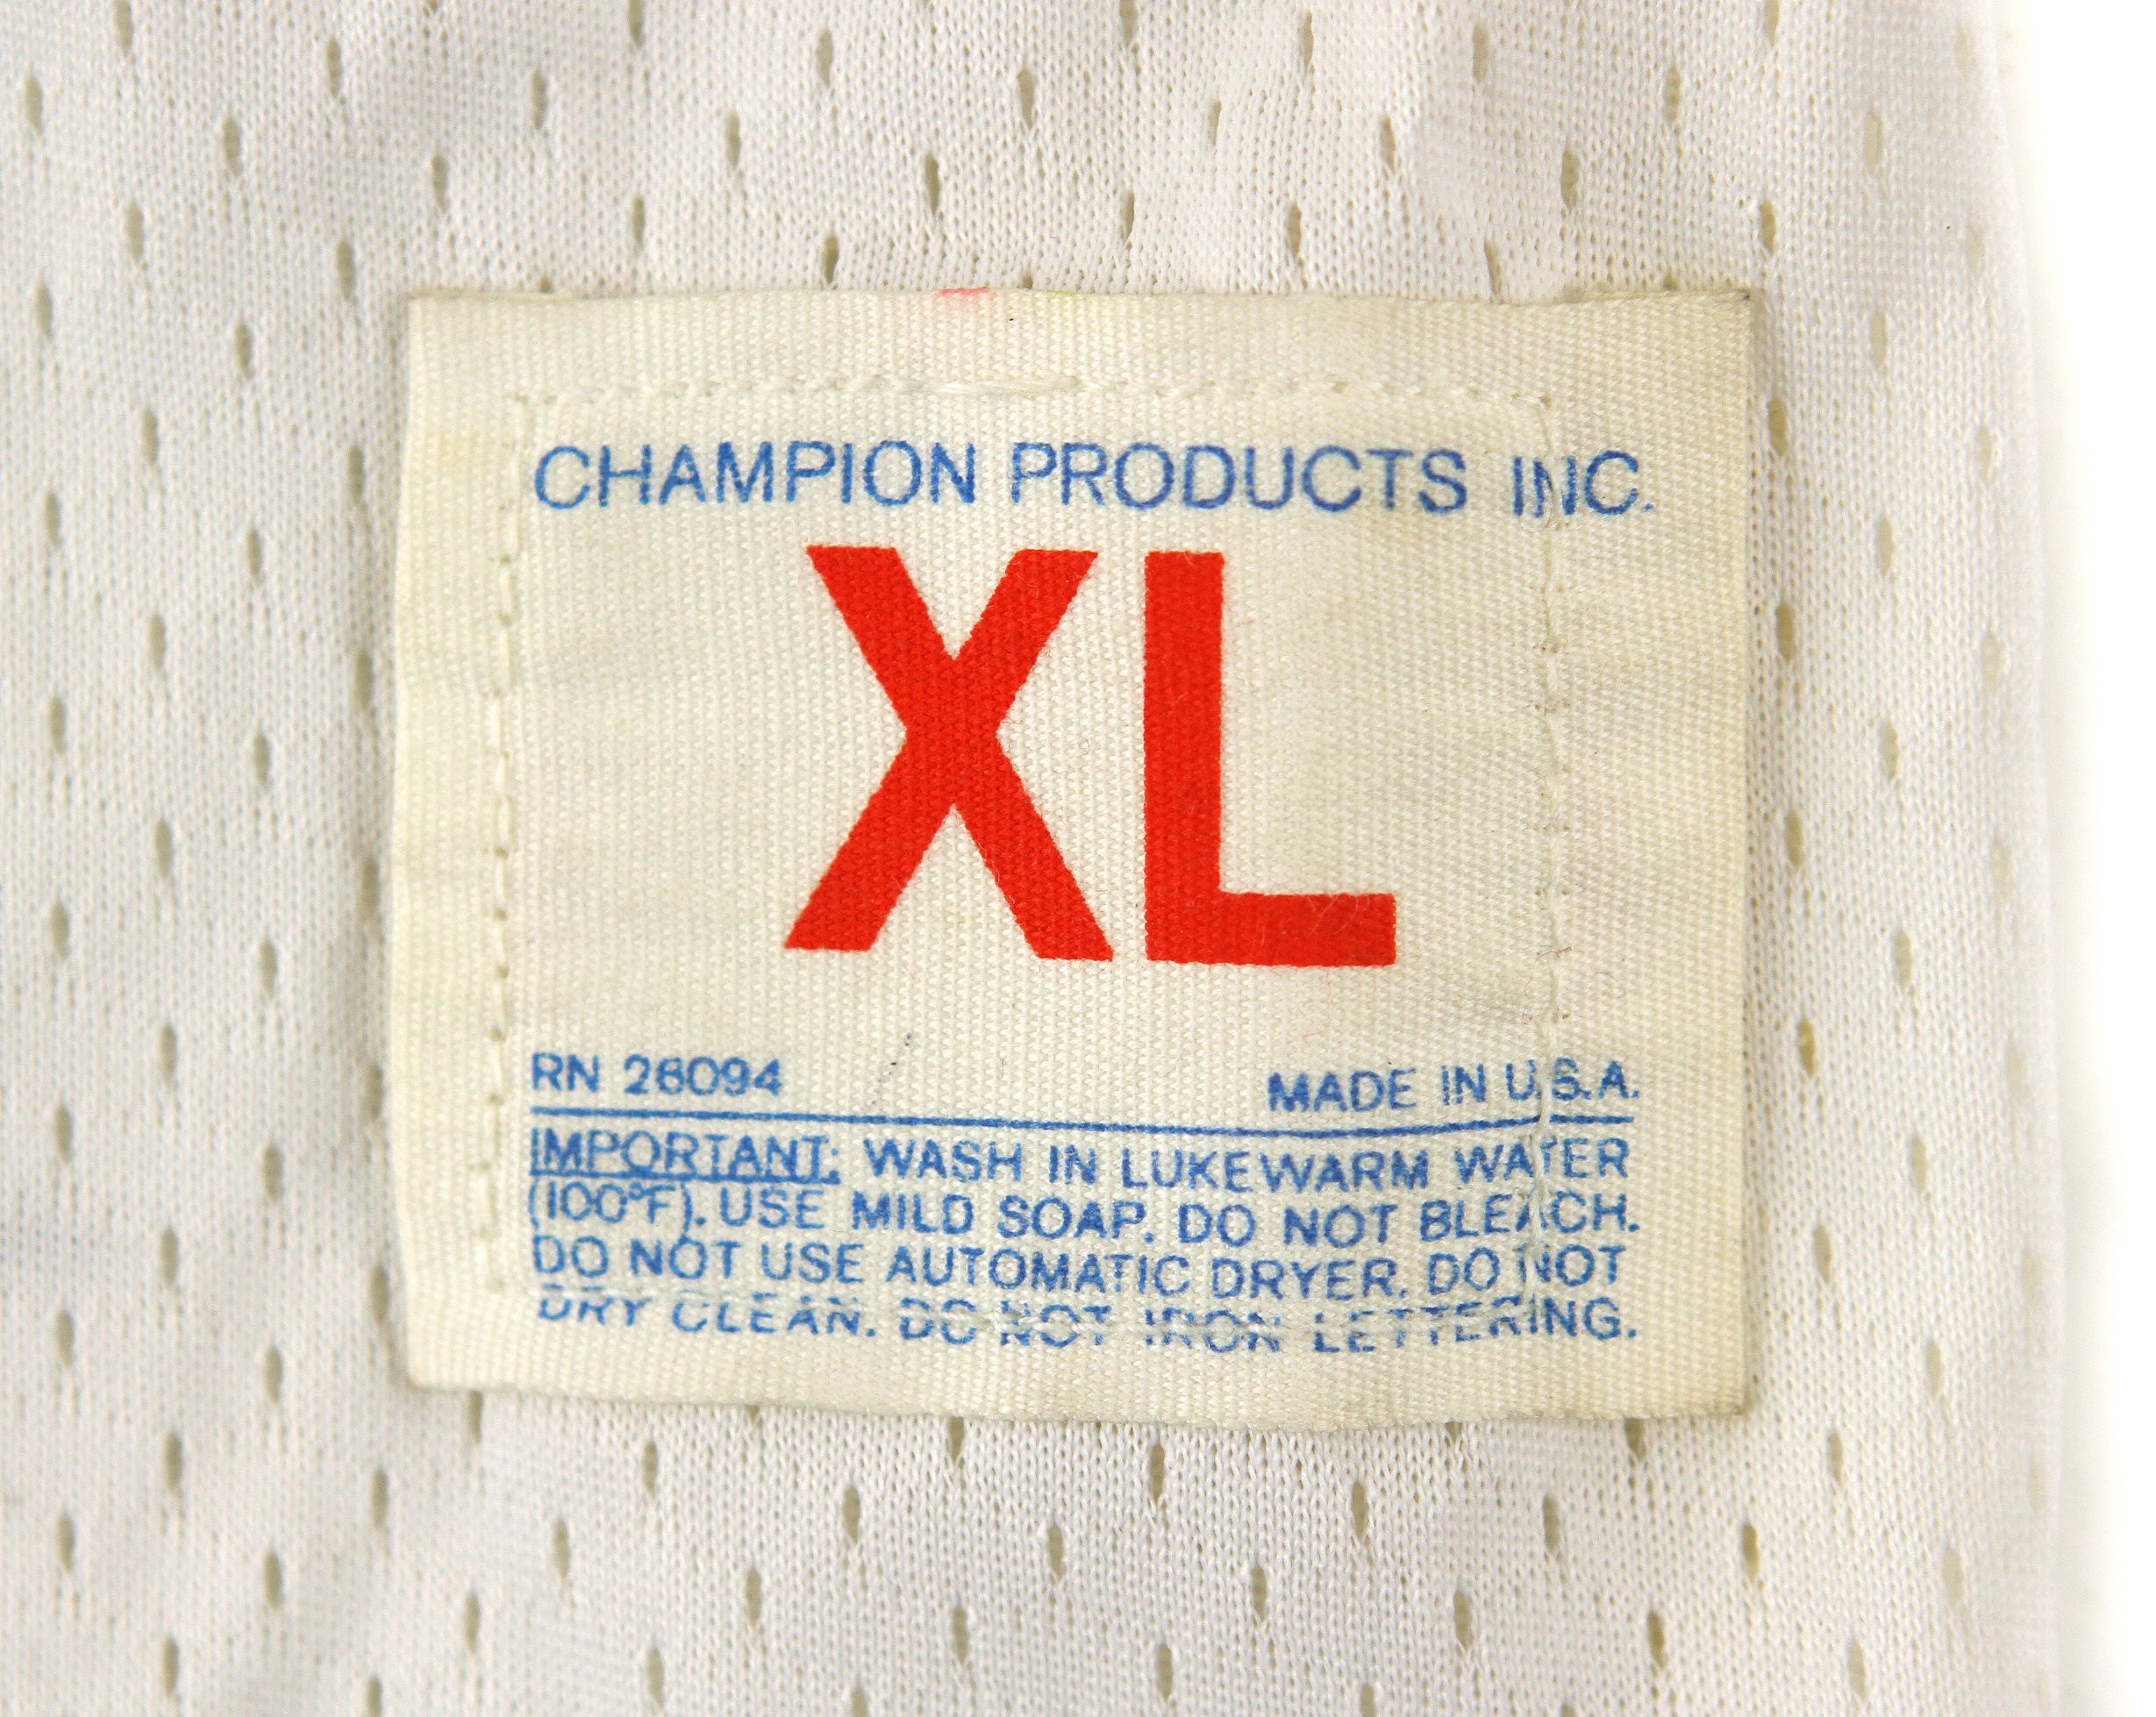 CHAMPION PRODUCTS INC.
XL
RN 26094 MADE IN U.S.A.
IMPORTANT: WASH IN LUKEWARM WATER
(100°F). USE MILD SOAP. DO NOT BLEACH.
DO NOT USE AUTOMATIC DRYER. DO NOT
DRY CLEAN. DO NOT IRON LETTERING.